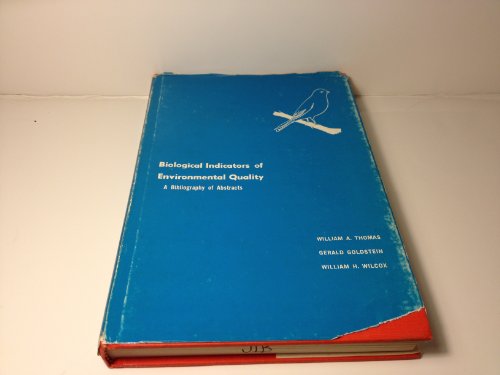 Biological Indicators of
Environmental Quality
A Bibliography of Abstracts
WILLIAM A. THOMAS
GERALD GOLDSTEIN
WILLIAM H. WILCOX